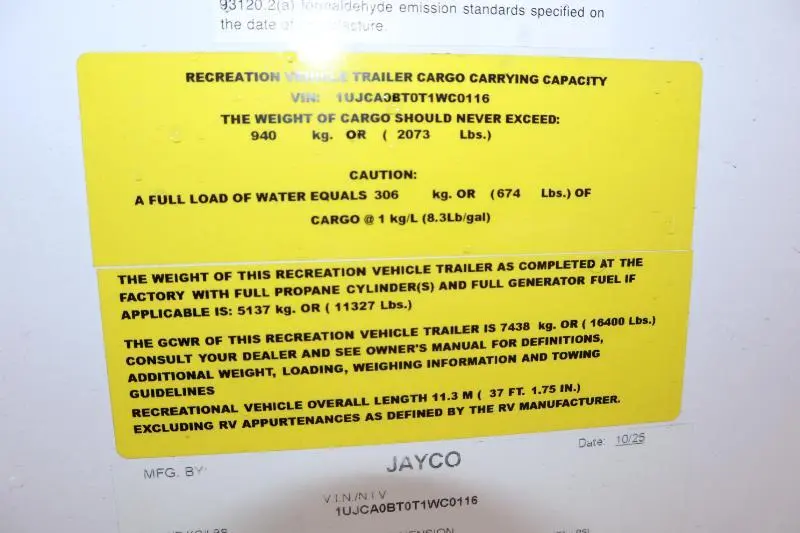 93120.2(a) formaldehyde emission standards specified on
the date of
RECREATION VEHICLE TRAILER CARGO CARRYING CAPACITY
VIN: 1UJCA0BT0T1WC0116
THE WEIGHT OF CARGO SHOULD NEVER EXCEED:
940 kg. OR ( 2073 Lbs.)
CAUTION:
A FULL LOAD OF WATER EQUALS 306 kg. OR (674 Lbs.) OF
CARGO @ 1 kg/L (8.3Lb/gal)
THE WEIGHT OF THIS RECREATION VEHICLE TRAILER AS COMPLETED AT THE
FACTORY WITH FULL PROPANE CYLINDER(S) AND FULL GENERATOR FUEL IF
APPLICABLE IS: 5137 kg. OR ( 11327 Lbs.)
THE GCWR OF THIS RECREATION VEHICLE TRAILER IS 7438 kg. OR ( 16400 Lbs.)
CONSULT YOUR DEALER AND SEE OWNER'S MANUAL FOR DEFINITIONS,
ADDITIONAL WEIGHT, LOADING, WEIGHING INFORMATION AND TOWING
GUIDELINES
RECREATIONAL VEHICLE OVERALL LENGTH 11.3 M ( 37 FT. 1.75 IN.)
EXCLUDING RV APPURTENANCES AS DEFINED BY THE RV MANUFACTURER.
Date: 10/25
MFG. BY: JAYCO
V.I.N./N.I.V
1UJCA0BT0T1WC0116